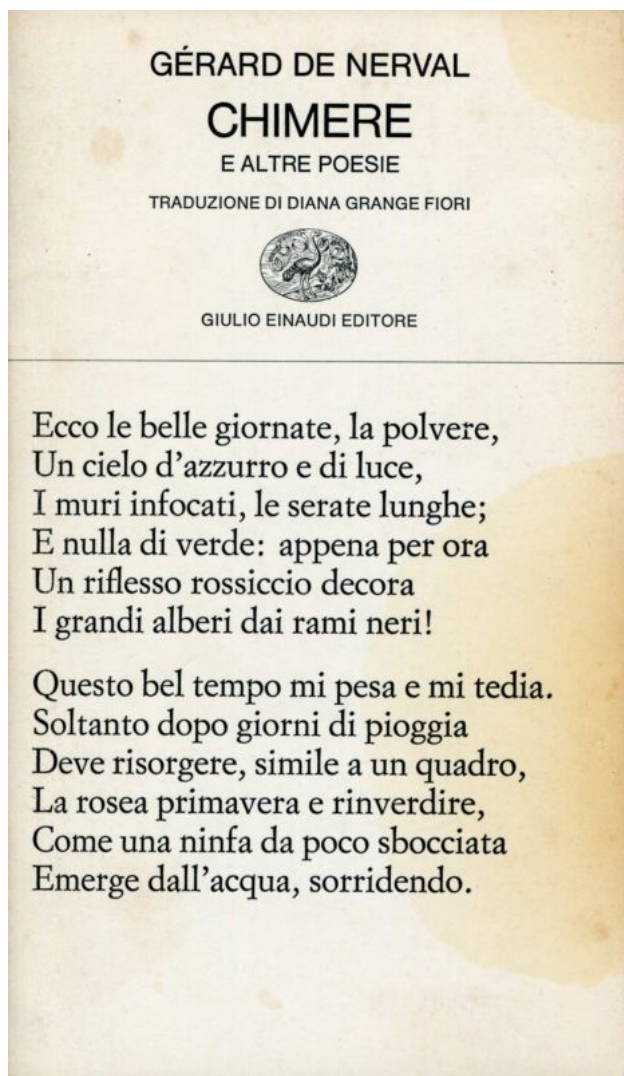 GÉRARD DE NERVAL
CHIMERE
E ALTRE POESIE
TRADUZIONE DI DIANA GRANGE FIORI
GIULIO EINAUDI EDITORE
Ecco le belle giornate, la polvere,
Un cielo d'azzurro e di luce,
I muri infocati, le serate lunghe;
E nulla di verde: appena per ora
Un riflesso rossiccio decora
I grandi alberi dai rami neri!
Questo bel tempo mi pesa e mi tedia.
Soltanto dopo giorni di pioggia
Deve risorgere, simile a un quadro,
La rosea primavera e rinverdire,
Come una ninfa da poco sbocciata
Emerge dall'acqua, sorridendo.